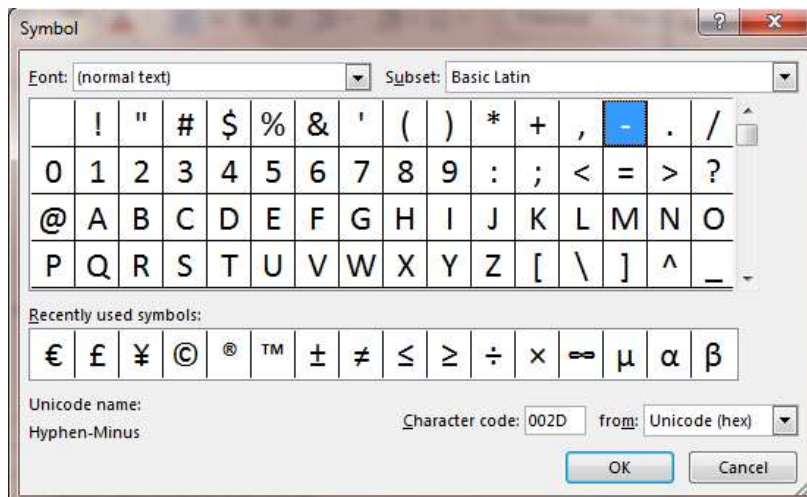 Symbol
Font: (normal text) Subset: Basic Latin
! " # $ % & ' ( ) * + , - . /
0 1 2 3 4 5 6 7 8 9 : ; < = > ?
@ A B C D E F G H I J K L M N O
P Q R S T U V W X Y Z [ \ ] ^ _
Recently used symbols:
€ £ ¥ © ® ™ ± ≠ ≤ ≥ ÷ × ∞ µ α β
Unicode name:
Hyphen-Minus
Character code: 002D from: Unicode (hex)
OK Cancel